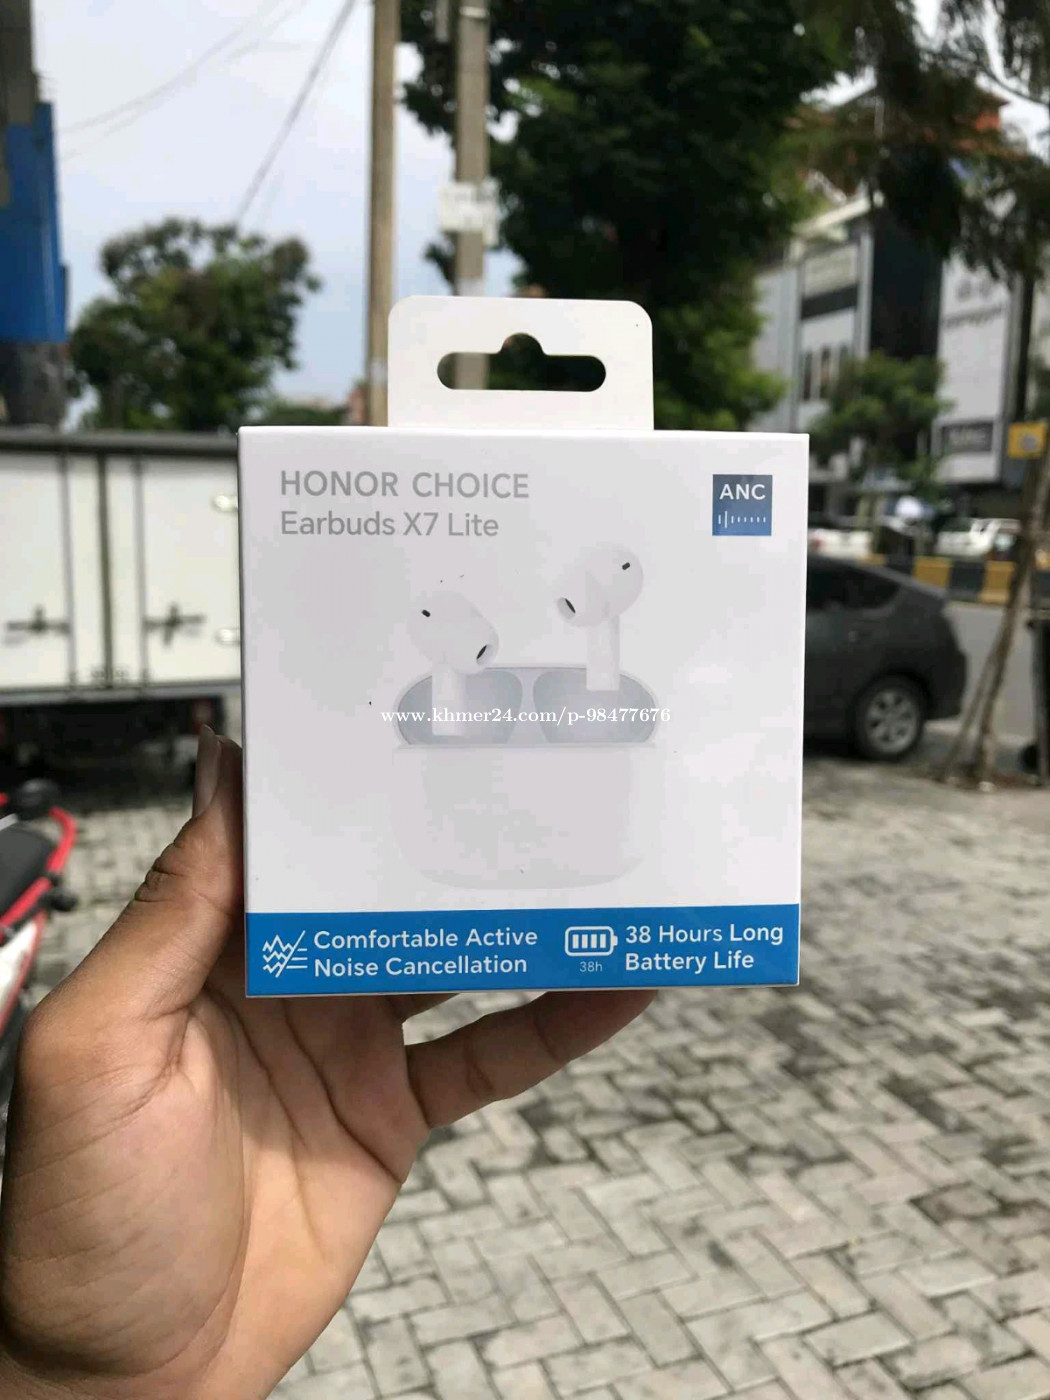 HONOR CHOICE
Earbuds X7 Lite
ANC
www.khmer24.com/p-98477676
Comfortable Active
Noise Cancellation
38h
38 Hours Long
Battery Life